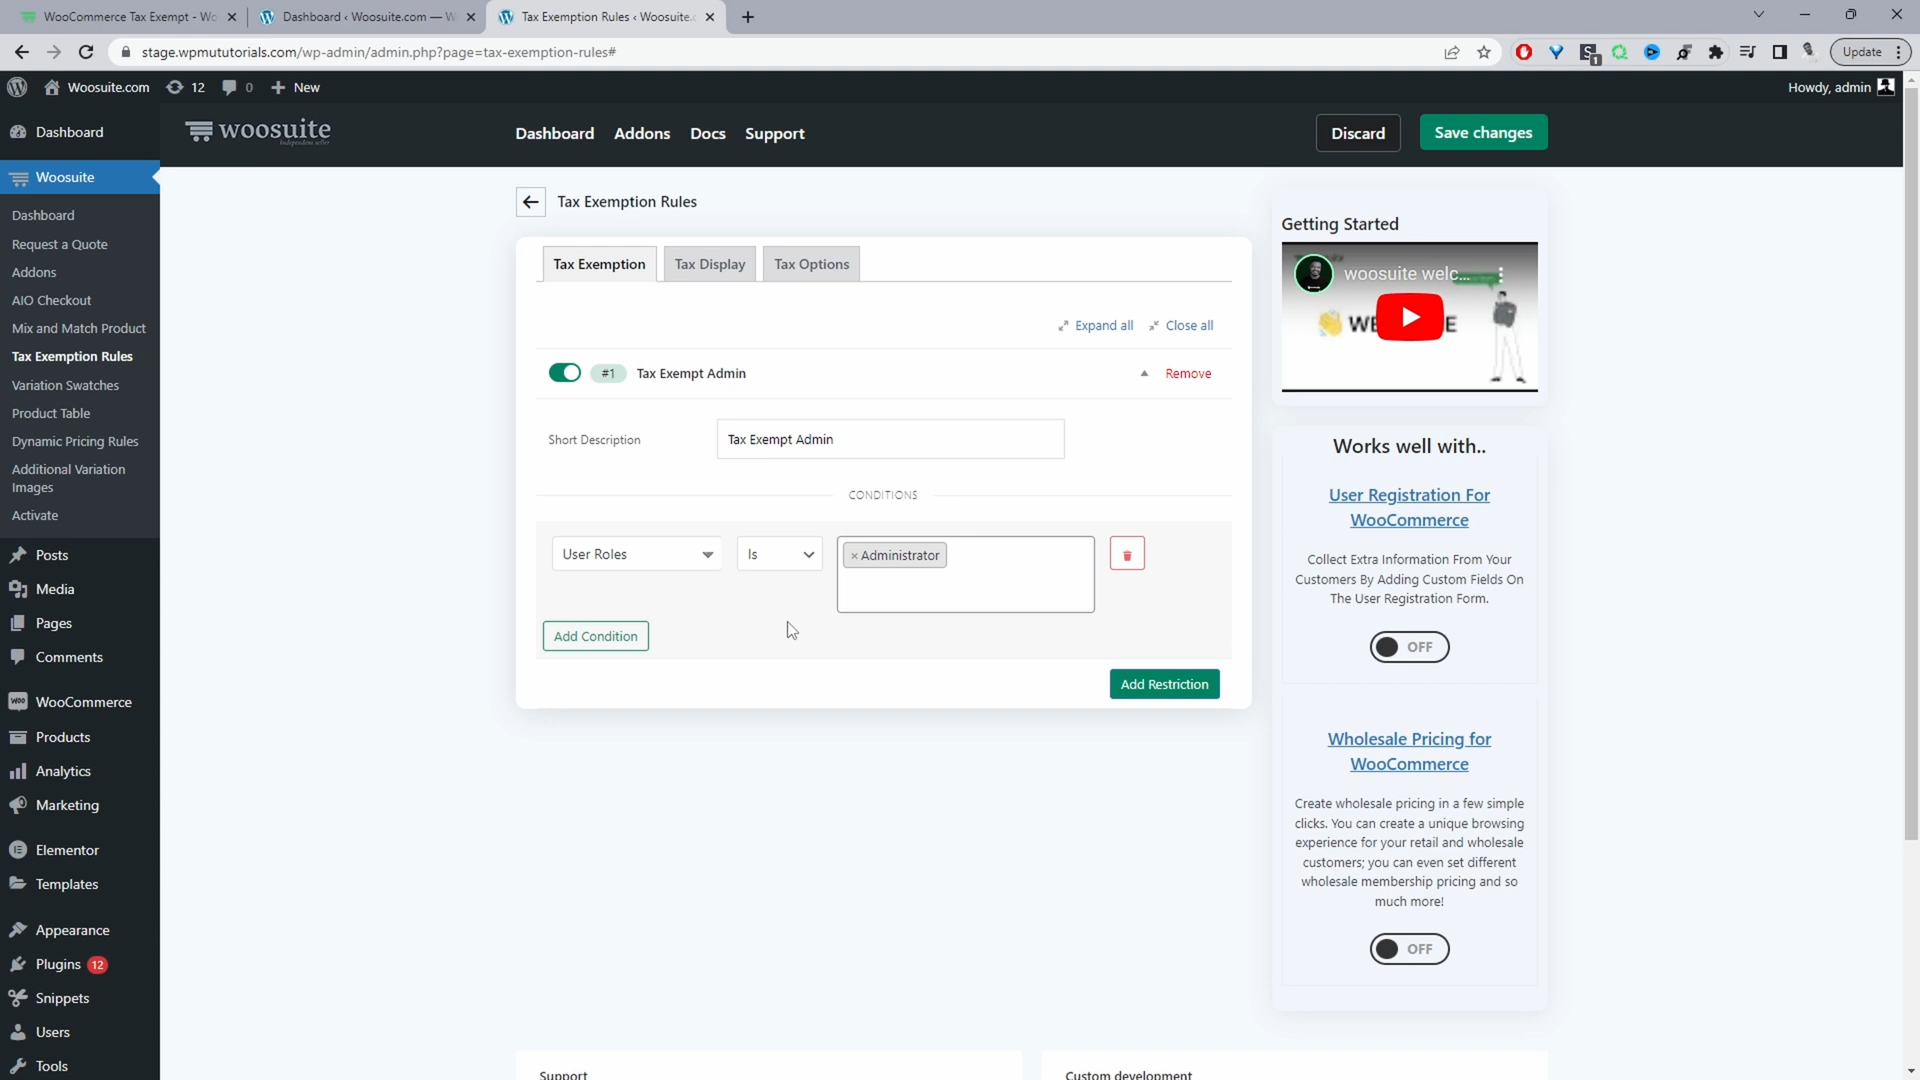 WooCommerce Tax Exempt - Wo
Dashboard ‹ Woosuite.com — W
Tax Exemption Rules ‹ Woosuite.c
stage.wpmututorials.com/wp-admin/admin.php?page=tax-exemption-rules#
1
Update
Woosuite.com
12
0
New
Howdy, admin
Dashboard
Woosuite
Dashboard
Request a Quote
Addons
AIO Checkout
Mix and Match Product
Tax Exemption Rules
Variation Swatches
Product Table
Dynamic Pricing Rules
Additional Variation
Images
Activate
Posts
Media
Pages
Comments
WooCommerce
Products
Analytics
Marketing
Elementor
Templates
Appearance
Plugins 12
Snippets
Users
Tools
woosuite
Independent seller
Dashboard
Addons
Docs
Support
Discard
Save changes
Tax Exemption Rules
Tax Exemption
Tax Display
Tax Options
Expand all
Close all
#1
Tax Exempt Admin
Remove
Short Description
Tax Exempt Admin
CONDITIONS
User Roles
Is
× Administrator
Add Condition
Add Restriction
Getting Started
woosuite welc...
Works well with..
User Registration For
WooCommerce
Collect Extra Information From Your
Customers By Adding Custom Fields On
The User Registration Form.
OFF
Wholesale Pricing for
WooCommerce
Create wholesale pricing in a few simple
clicks. You can create a unique browsing
experience for your retail and wholesale
customers; you can even set different
wholesale membership pricing and so
much more!
OFF
Support
Custom development